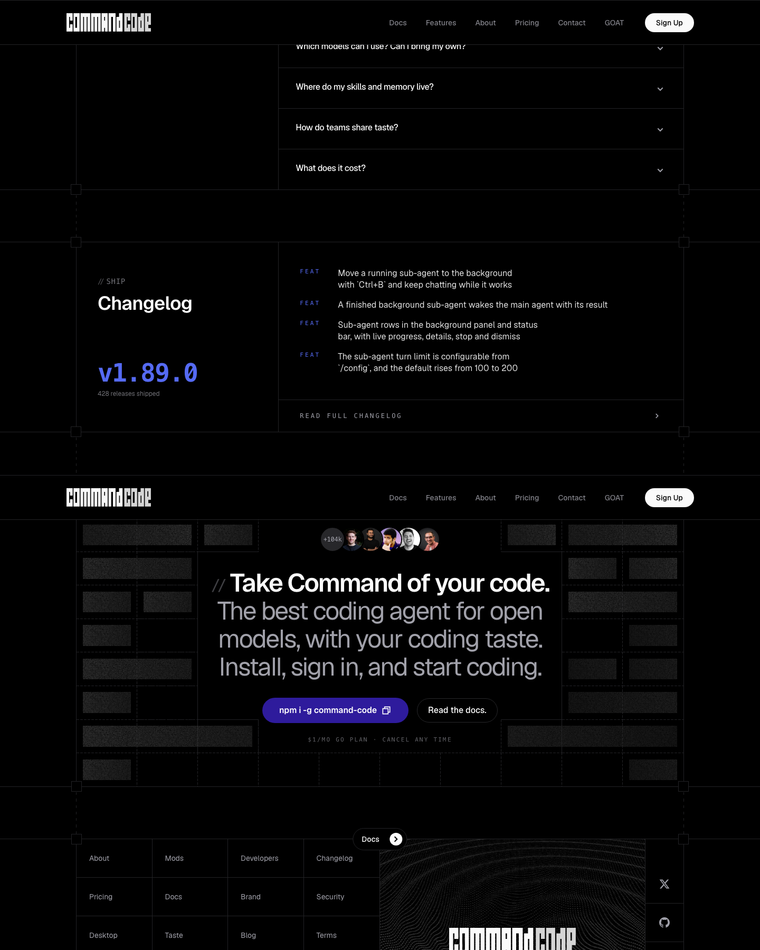 Command Code
Docs
Features
About
Pricing
Contact
GOAT
Sign Up
Which models can I use? Can I bring my own?
Where do my skills and memory live?
How do teams share taste?
What does it cost?
// SHIP
Changelog
v1.89.0
428 releases shipped
FEAT
Move a running sub-agent to the background
with `Ctrl+B` and keep chatting while it works
FEAT
A finished background sub-agent wakes the main agent with its result
FEAT
Sub-agent rows in the background panel and status
bar, with live progress, details, stop and dismiss
FEAT
The sub-agent turn limit is configurable from
`/config`, and the default rises from 100 to 200
READ FULL CHANGELOG
Command Code
Docs
Features
About
Pricing
Contact
GOAT
Sign Up
+104k
// Take Command of your code.
The best coding agent for open
models, with your coding taste.
Install, sign in, and start coding.
npm i -g command-code
Read the docs.
$1/MO GO PLAN · CANCEL ANY TIME
Docs
About
Mods
Developers
Changelog
Pricing
Docs
Brand
Security
Desktop
Taste
Blog
Terms
Command Code